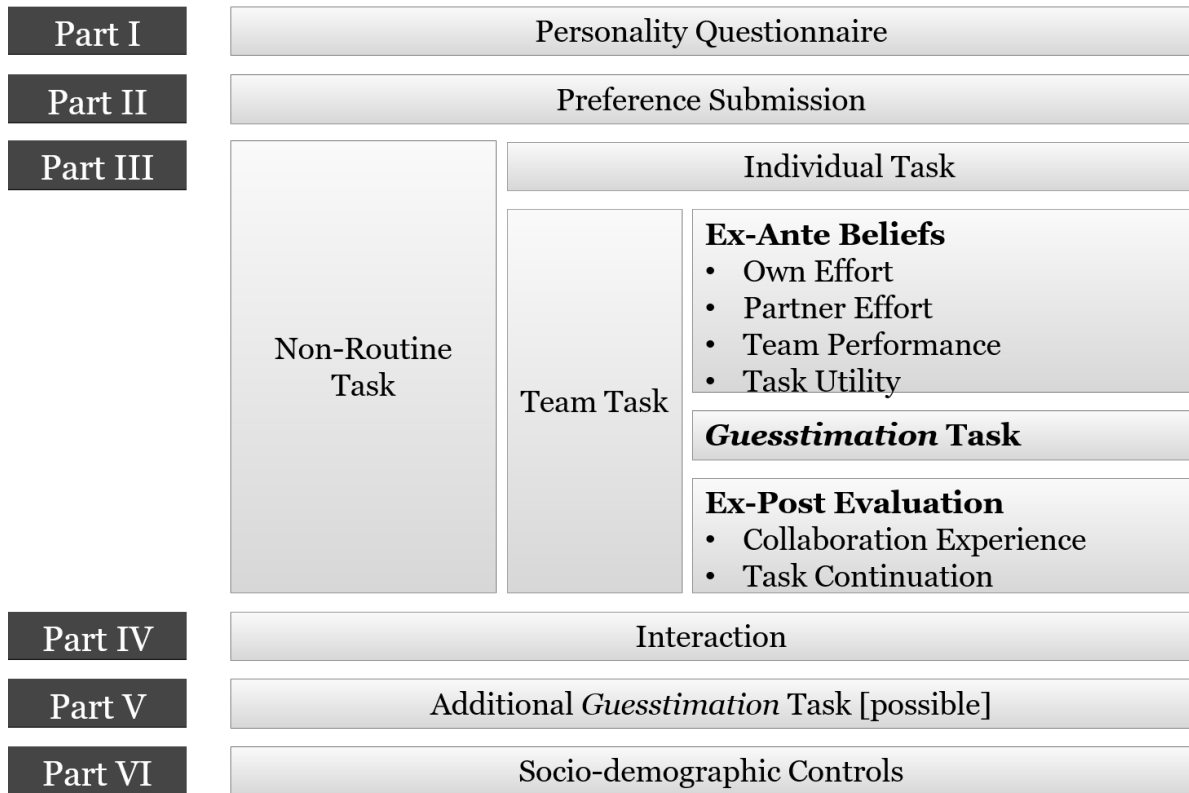 Part I
Personality Questionnaire
Part II
Preference Submission
Part III
Non-Routine
Task
Individual Task
Team Task
Ex-Ante Beliefs
• Own Effort
• Partner Effort
• Team Performance
• Task Utility
Guesstimation Task
Ex-Post Evaluation
• Collaboration Experience
• Task Continuation
Part IV
Interaction
Part V
Additional Guesstimation Task [possible]
Part VI
Socio-demographic Controls